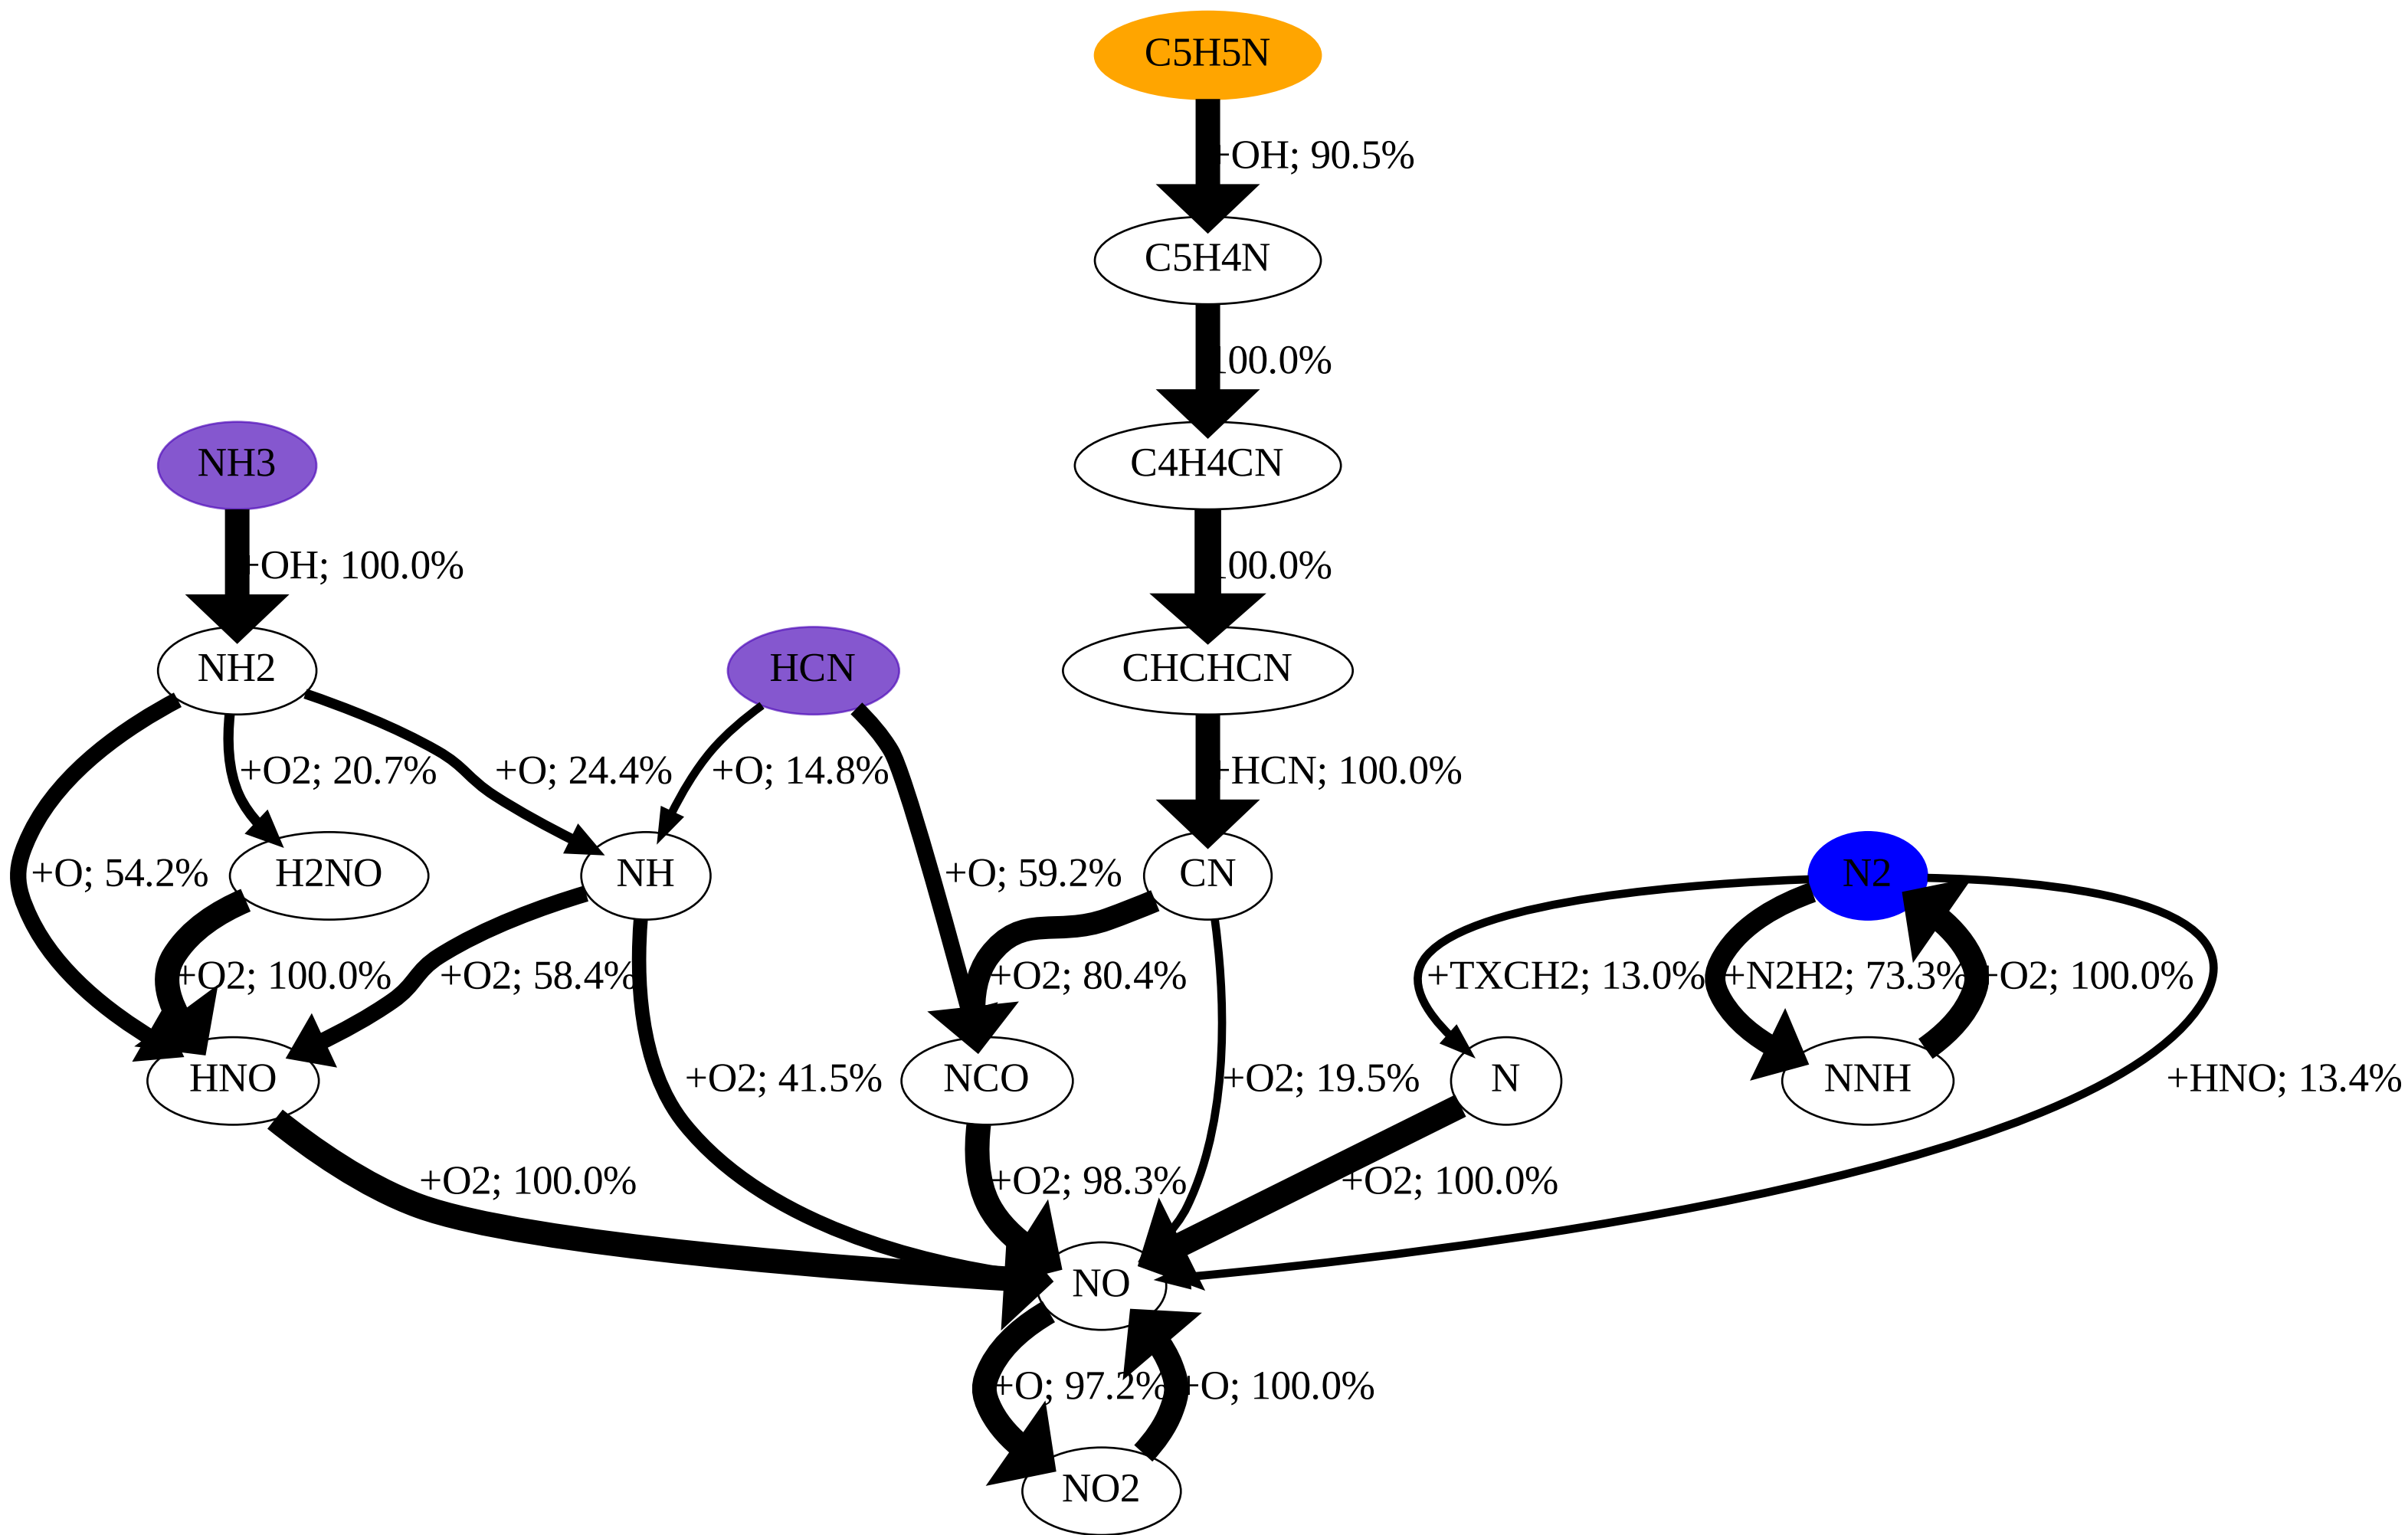 C5H5N
+OH; 90.5%
C5H4N
100.0%
NH3
C4H4CN
+OH; 100.0%
100.0%
NH2
HCN
CHCHCN
+O2; 20.7%
+O; 24.4%
+O; 14.8%
+HCN; 100.0%
+O; 54.2%
H2NO
NH
+O; 59.2%
CN
N2
+O2; 100.0%
+O2; 58.4%
+O2; 80.4%
+TXCH2; 13.0%
+N2H2; 73.3%
+O2; 100.0%
HNO
+O2; 41.5%
NCO
+O2; 19.5%
N
NNH
+HNO; 13.4%
+O2; 100.0%
+O2; 98.3%
+O2; 100.0%
NO
+O; 97.2%
+O; 100.0%
NO2